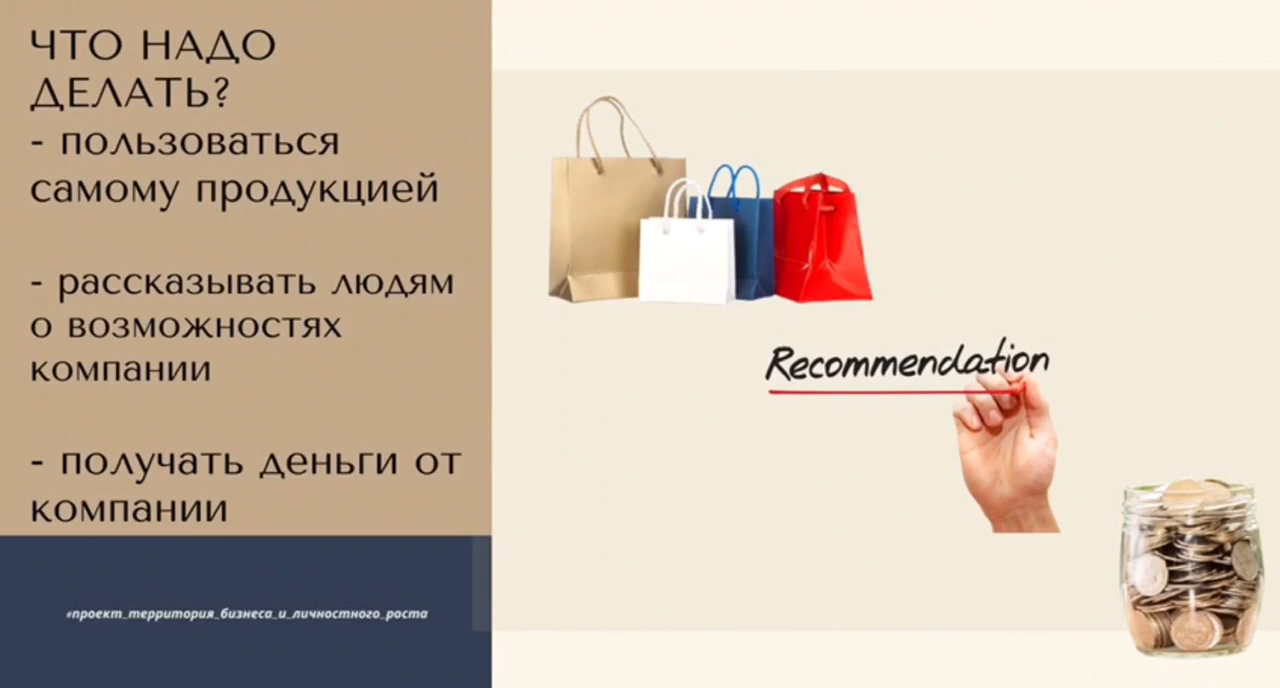 ЧТО НАДО
ДЕЛАТЬ?
- пользоваться
самому продукцией
- рассказывать людям
о возможностях
компании
- получать деньги от
компании
#проект_территория_бизнеса_и_личностного_роста
Recommendation